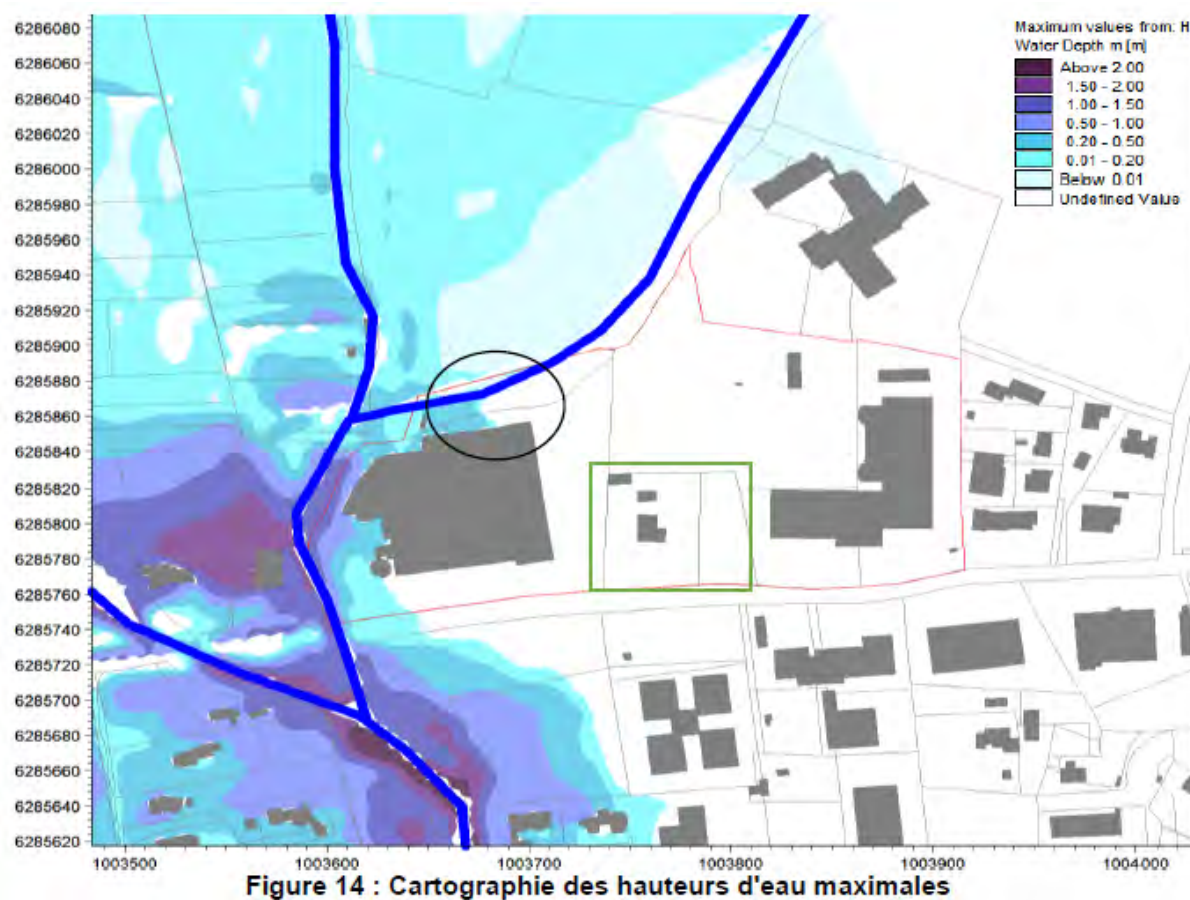 Maximum values from: H
Water Depth m [m]
Above 2.00
1.50 - 2.00
1.00 - 1.50
0.50 - 1.00
0.20 - 0.50
0.01 - 0.20
Below 0.01
Undefined Value
6286080
6286060
6286040
6286020
6286000
6285980
6285960
6285940
6285920
6285900
6285880
6285860
6285840
6285820
6285800
6285780
6285760
6285740
6285720
6285700
6285680
6285660
6285640
6285620
1003500 1003600 1003700 1003800 1003900 1004000
Figure 14 : Cartographie des hauteurs d'eau maximales